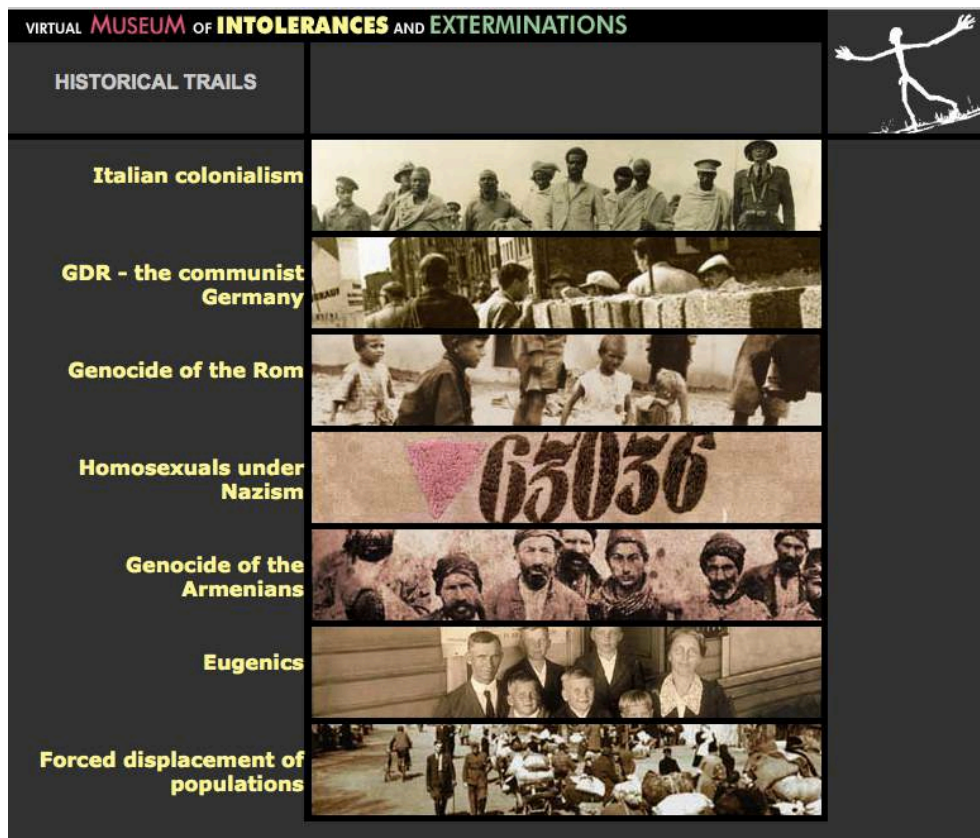 VIRTUAL MUSEUM OF INTOLERANCES AND EXTERMINATIONS
HISTORICAL TRAILS
Italian colonialism
GDR - the communist
Germany
Genocide of the Rom
Homosexuals under
Nazism
63036
Genocide of the
Armenians
Eugenics
Forced displacement of
populations